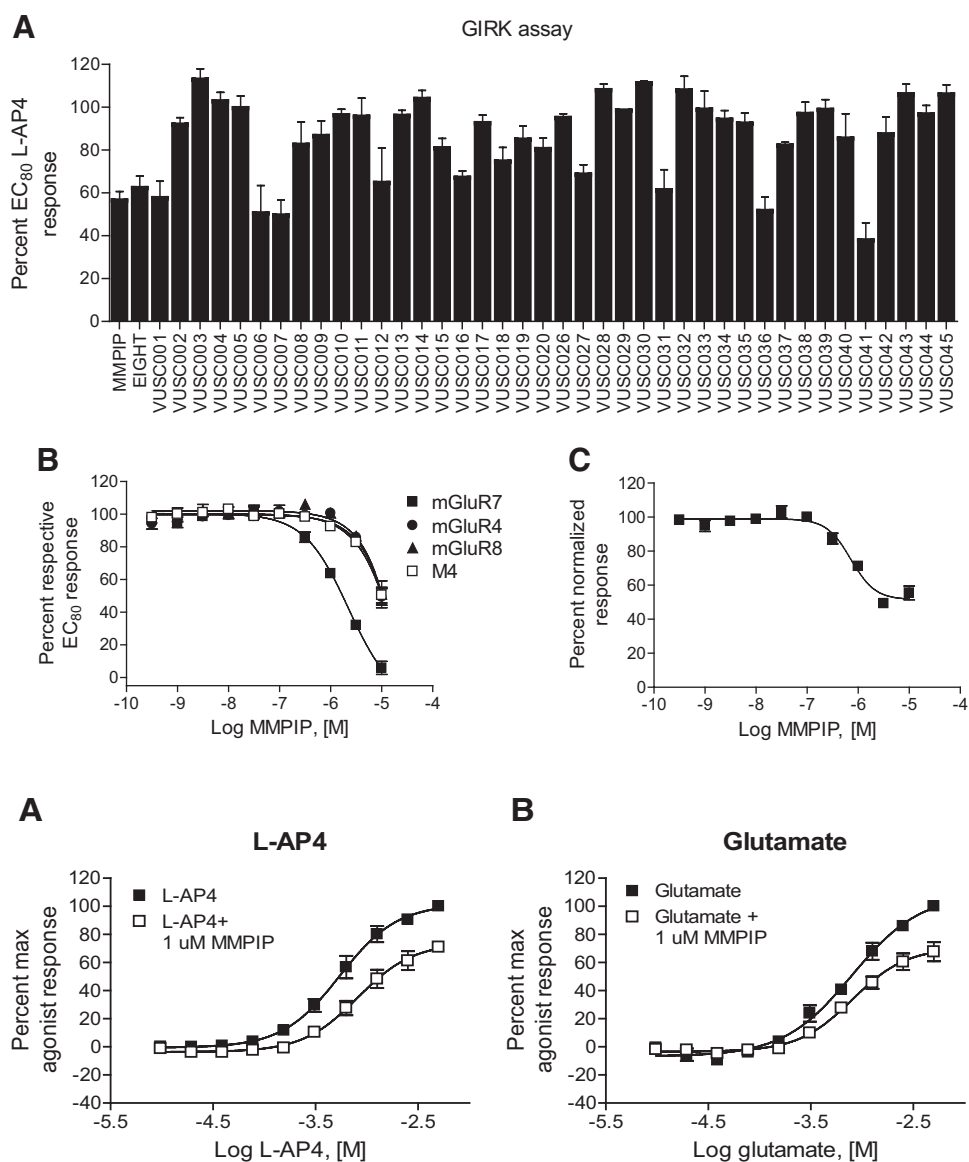 A
GIRK assay
Percent EC80 L-AP4
response
120
100
80
60
40
20
0
MMPIP
EIGHT
VUSC001
VUSC002
VUSC003
VUSC004
VUSC005
VUSC006
VUSC007
VUSC008
VUSC009
VUSC010
VUSC011
VUSC012
VUSC013
VUSC014
VUSC015
VUSC016
VUSC017
VUSC018
VUSC019
VUSC020
VUSC026
VUSC027
VUSC028
VUSC029
VUSC030
VUSC031
VUSC032
VUSC033
VUSC034
VUSC035
VUSC036
VUSC037
VUSC038
VUSC039
VUSC040
VUSC041
VUSC042
VUSC043
VUSC044
VUSC045
B
Percent respective
EC80 response
120
100
80
60
40
20
0
-10 -9 -8 -7 -6 -5 -4
Log MMPIP, [M]
mGluR7
mGluR4
mGluR8
M4
C
Percent normalized
response
120
100
80
60
40
20
0
-10 -9 -8 -7 -6 -5 -4
Log MMPIP, [M]
A
L-AP4
Percent max
agonist response
120
100
80
60
40
20
0
-20
-40
L-AP4
L-AP4+
1 uM MMPIP
-5.5 -4.5 -3.5 -2.5
Log L-AP4, [M]
B
Glutamate
Percent max
agonist response
120
100
80
60
40
20
0
-20
-40
Glutamate
Glutamate +
1 uM MMPIP
-5.5 -4.5 -3.5 -2.5
Log glutamate, [M]